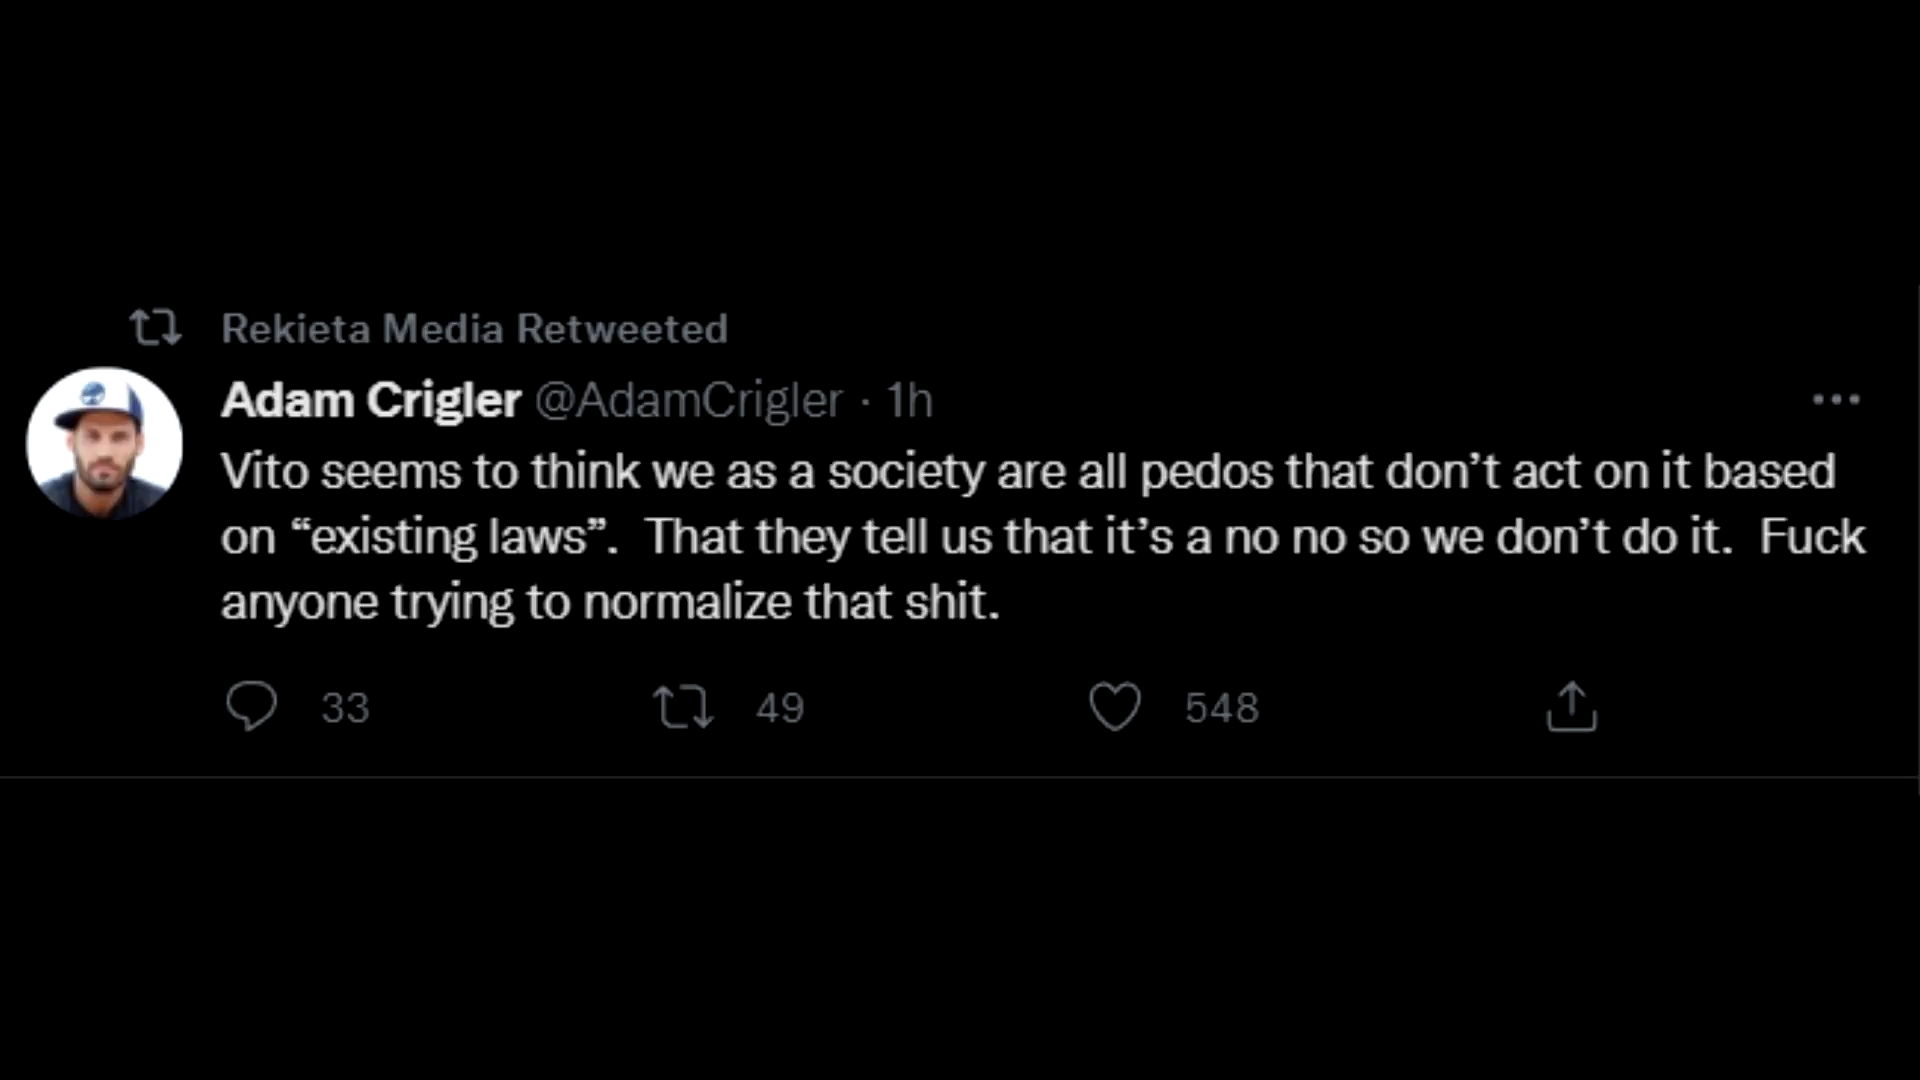 Rekieta Media Retweeted
Adam Crigler @AdamCrigler · 1h
Vito seems to think we as a society are all pedos that don’t act on it based
on “existing laws”.  That they tell us that it’s a no no so we don’t do it.  Fuck
anyone trying to normalize that shit.
33 49 548